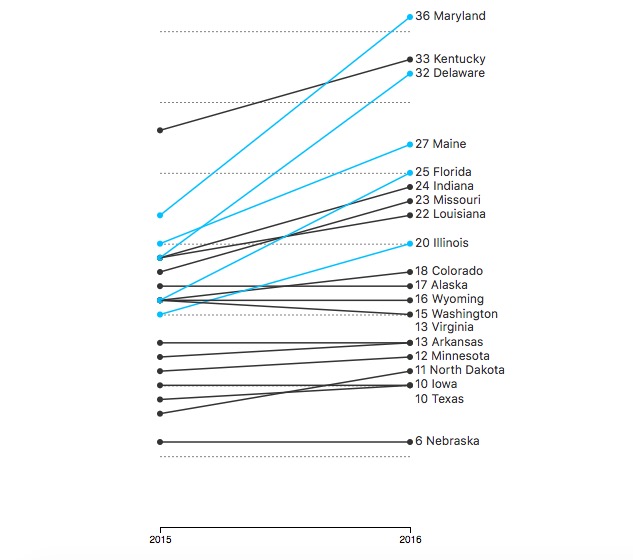 36 Maryland
33 Kentucky
32 Delaware
27 Maine
25 Florida
24 Indiana
23 Missouri
22 Louisiana
20 Illinois
18 Colorado
17 Alaska
16 Wyoming
15 Washington
13 Virginia
13 Arkansas
12 Minnesota
11 North Dakota
10 Iowa
10 Texas
6 Nebraska
2015 2016